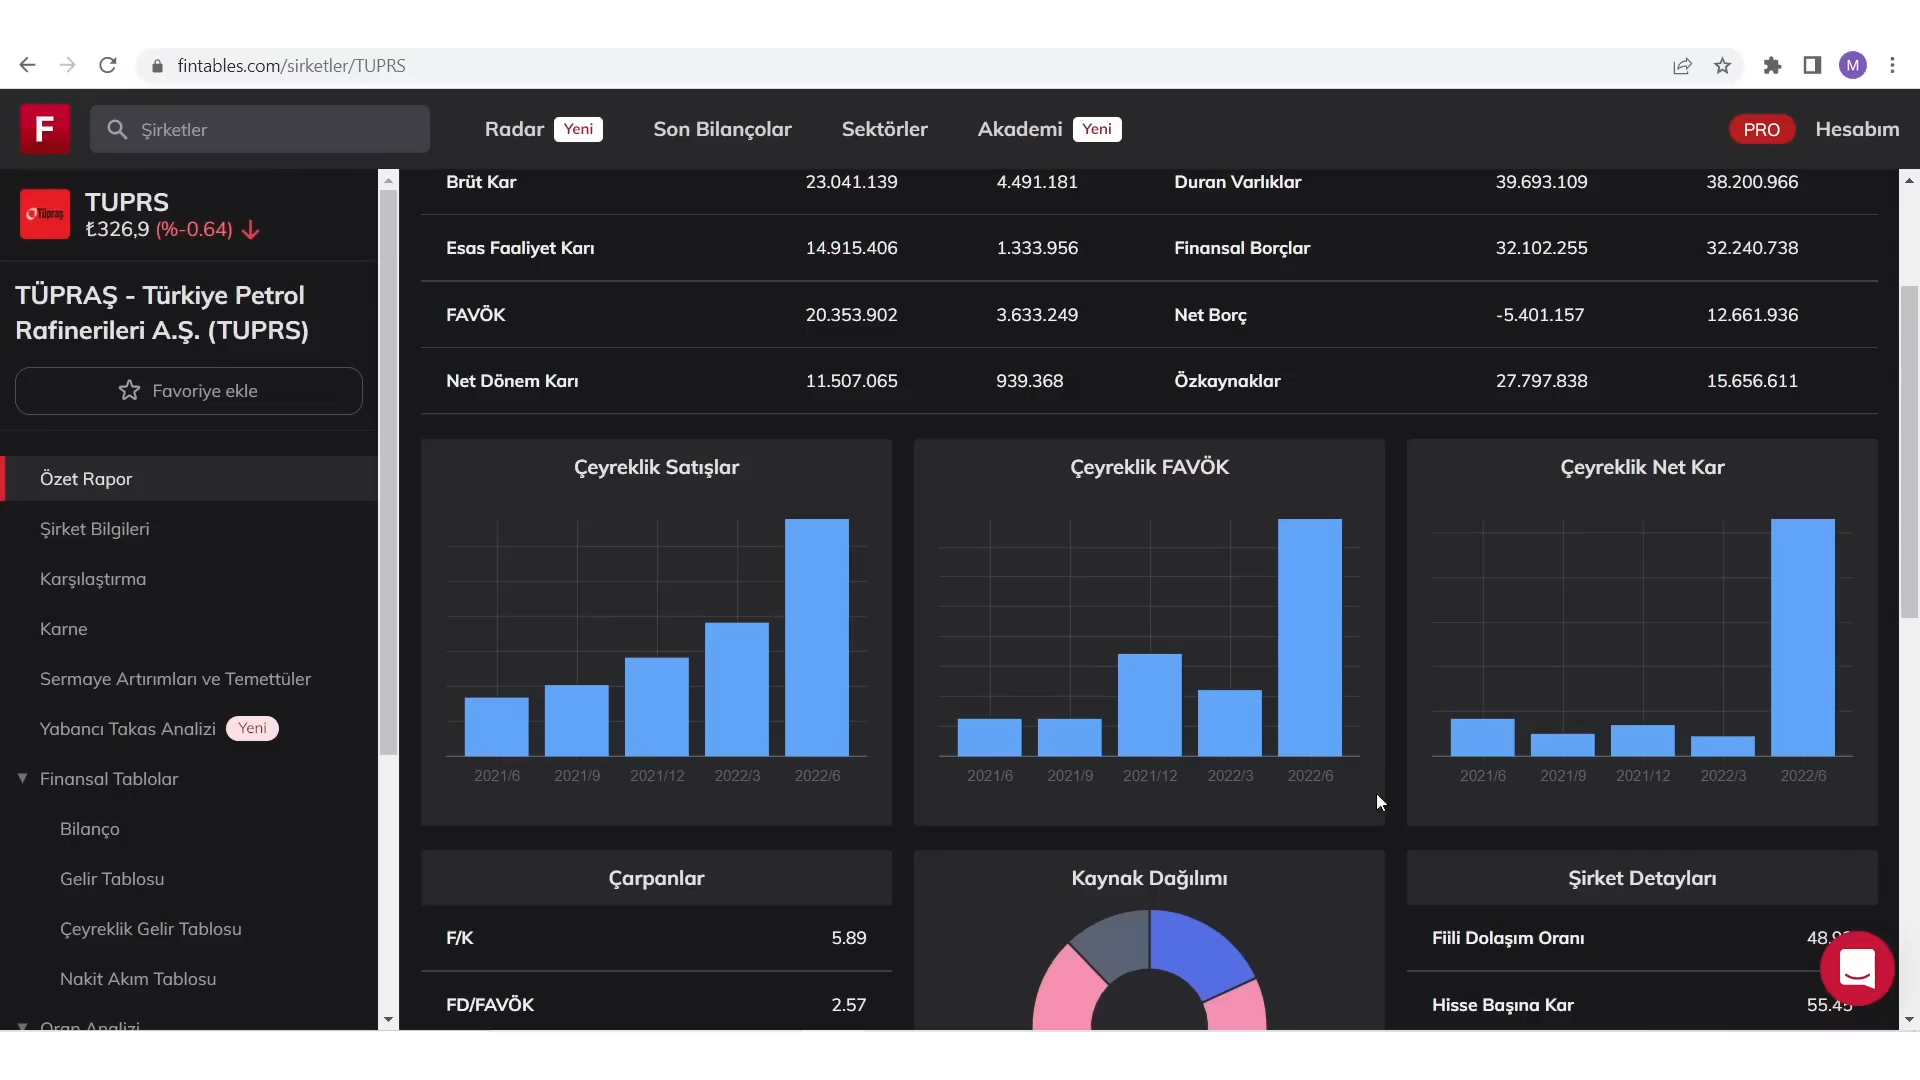 fintables.com/sirketler/TUPRS
M
F
Şirketler
Radar Yeni
Son Bilançolar
Sektörler
Akademi Yeni
PRO
Hesabım
Tüpraş
TUPRS
₺326,9 (%-0.64)
TÜPRAŞ - Türkiye Petrol
Rafinerileri A.Ş. (TUPRS)
Favoriye ekle
Özet Rapor
Şirket Bilgileri
Karşılaştırma
Karne
Sermaye Artırımları ve Temettüler
Yabancı Takas Analizi Yeni
Finansal Tablolar
Bilanço
Gelir Tablosu
Çeyreklik Gelir Tablosu
Nakit Akım Tablosu
Oran Analizi
Brüt Kar 23.041.139 4.491.181 Duran Varlıklar 39.693.109 38.200.966
Esas Faaliyet Karı 14.915.406 1.333.956 Finansal Borçlar 32.102.255 32.240.738
FAVÖK 20.353.902 3.633.249 Net Borç -5.401.157 12.661.936
Net Dönem Karı 11.507.065 939.368 Özkaynaklar 27.797.838 15.656.611
Çeyreklik Satışlar
2021/6 2021/9 2021/12 2022/3 2022/6
Çeyreklik FAVÖK
2021/6 2021/9 2021/12 2022/3 2022/6
Çeyreklik Net Kar
2021/6 2021/9 2021/12 2022/3 2022/6
Çarpanlar
F/K 5.89
FD/FAVÖK 2.57
Kaynak Dağılımı
Şirket Detayları
Fiili Dolaşım Oranı
Hisse Başına Kar 55.45